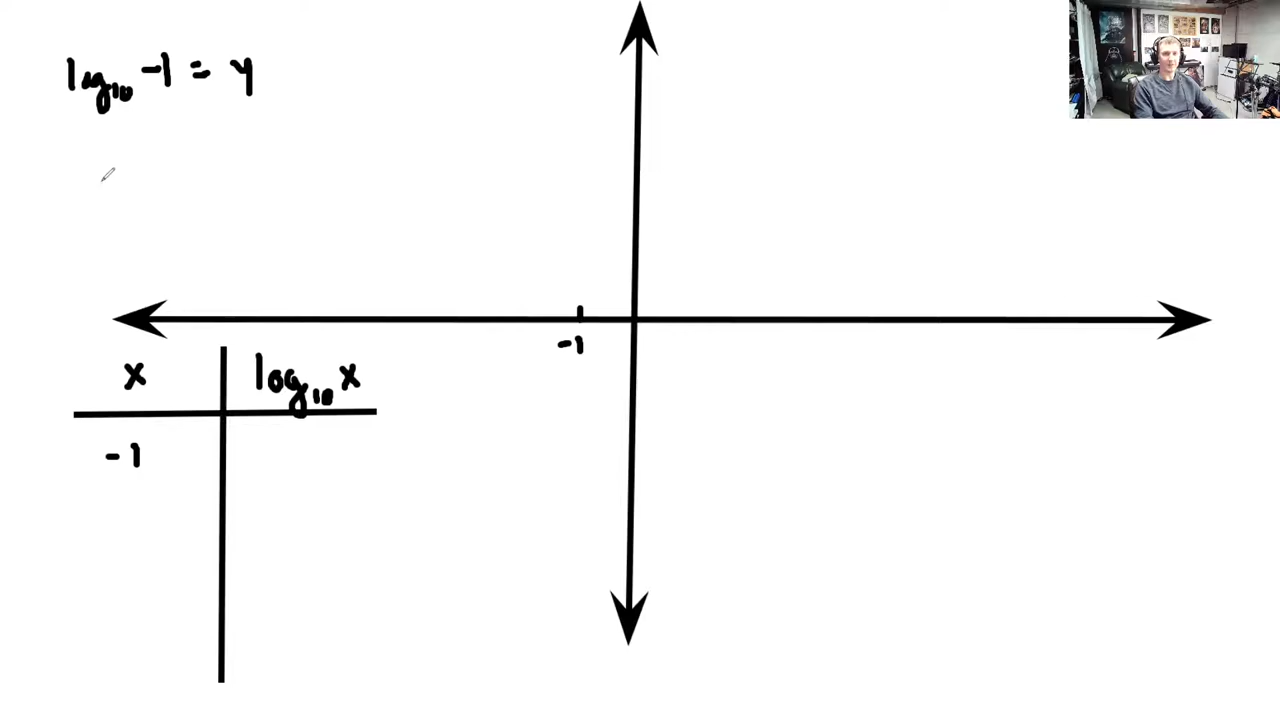 log₁₀ -1 = y
-1
x log₁₀ x
-1